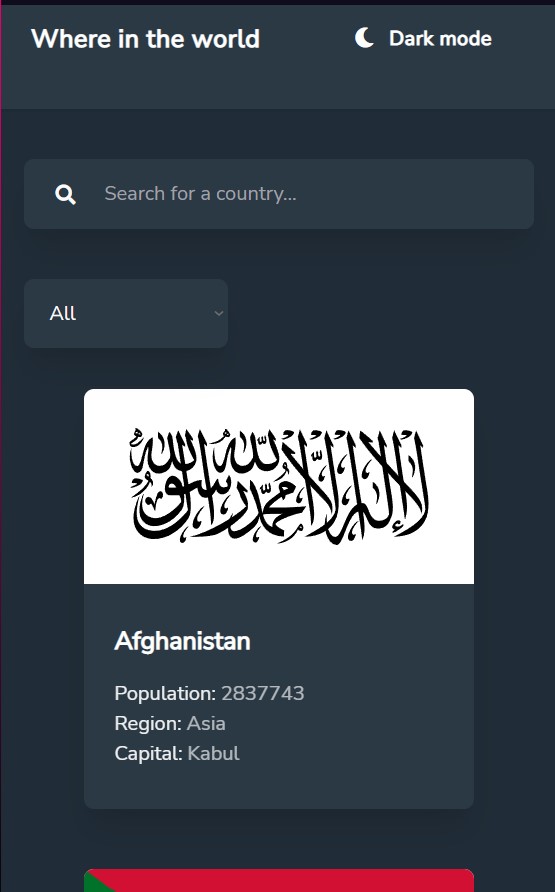 Where in the world
Dark mode
Search for a country...
All
لا إله إلا الله محمد رسول الله
Afghanistan
Population: 2837743
Region: Asia
Capital: Kabul